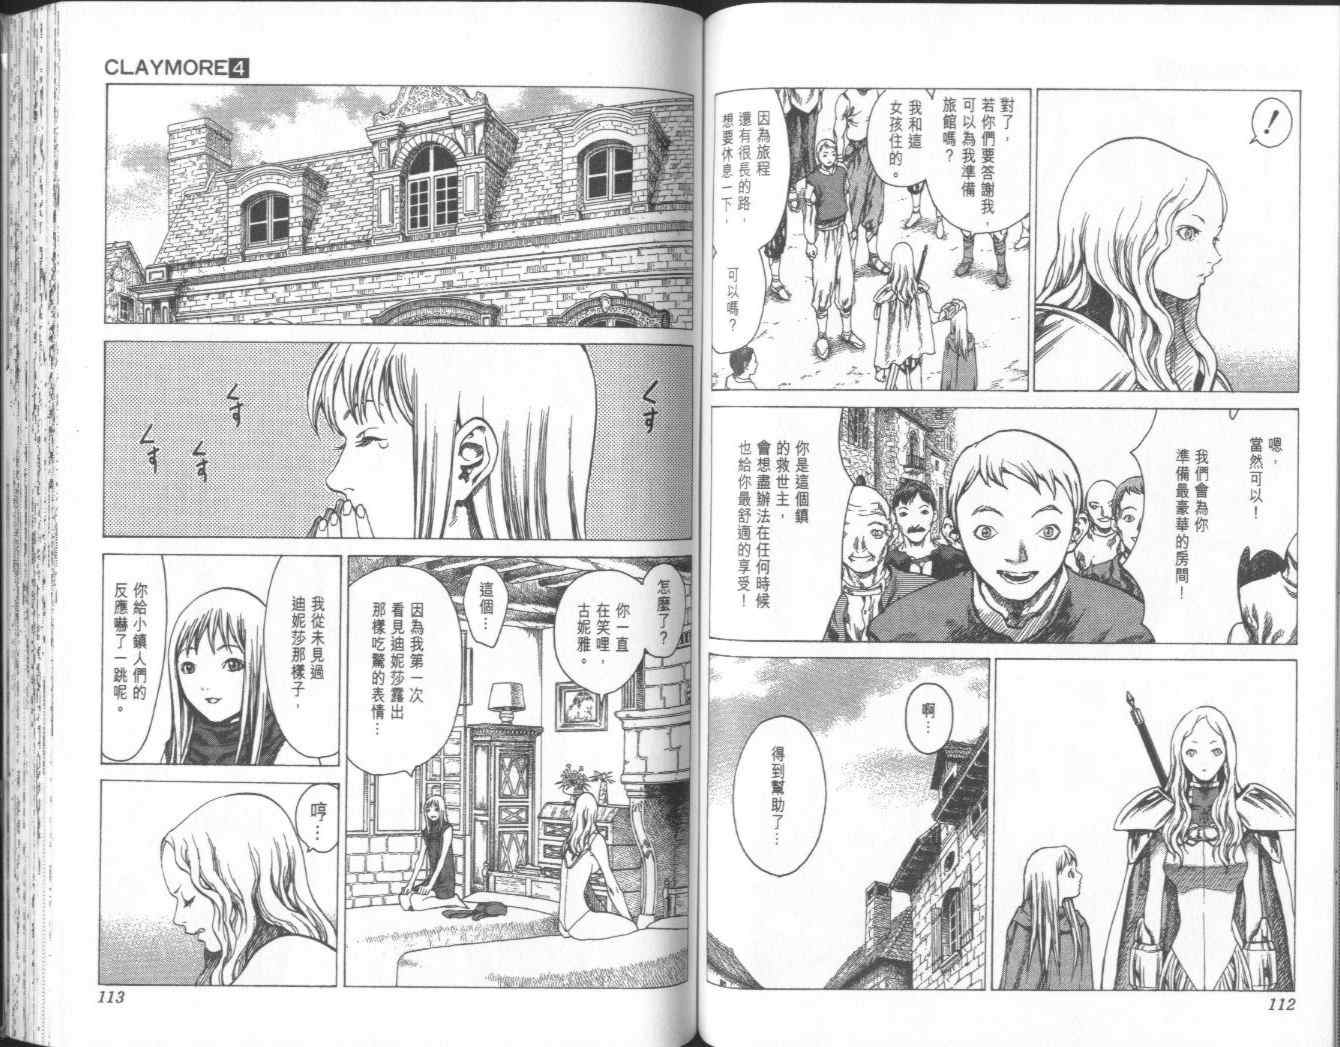 CLAYMORE 4
!
對了，
若你們要答謝我，
可以為我準備
旅館嗎？
我和這
女孩住的。
因為旅程
還有很長的路，
想要休息一下，
可以嗎？
嗯，
當然可以！
我們會為你
準備最豪華的房間！
你是這個鎮
的救世主，
會想盡辦法在任何時候
也給你最舒適的享受！
啊…
得到幫助了…
112
くす
くす
くす
くす
怎麼了？
你一直
在笑哩，
古妮雅。
這個…
因為我第一次
看見迪妮莎露出
那樣吃驚的表情…
我從未見過
迪妮莎那樣子，
你給小鎮人們的
反應嚇了一跳呢。
哼…
113